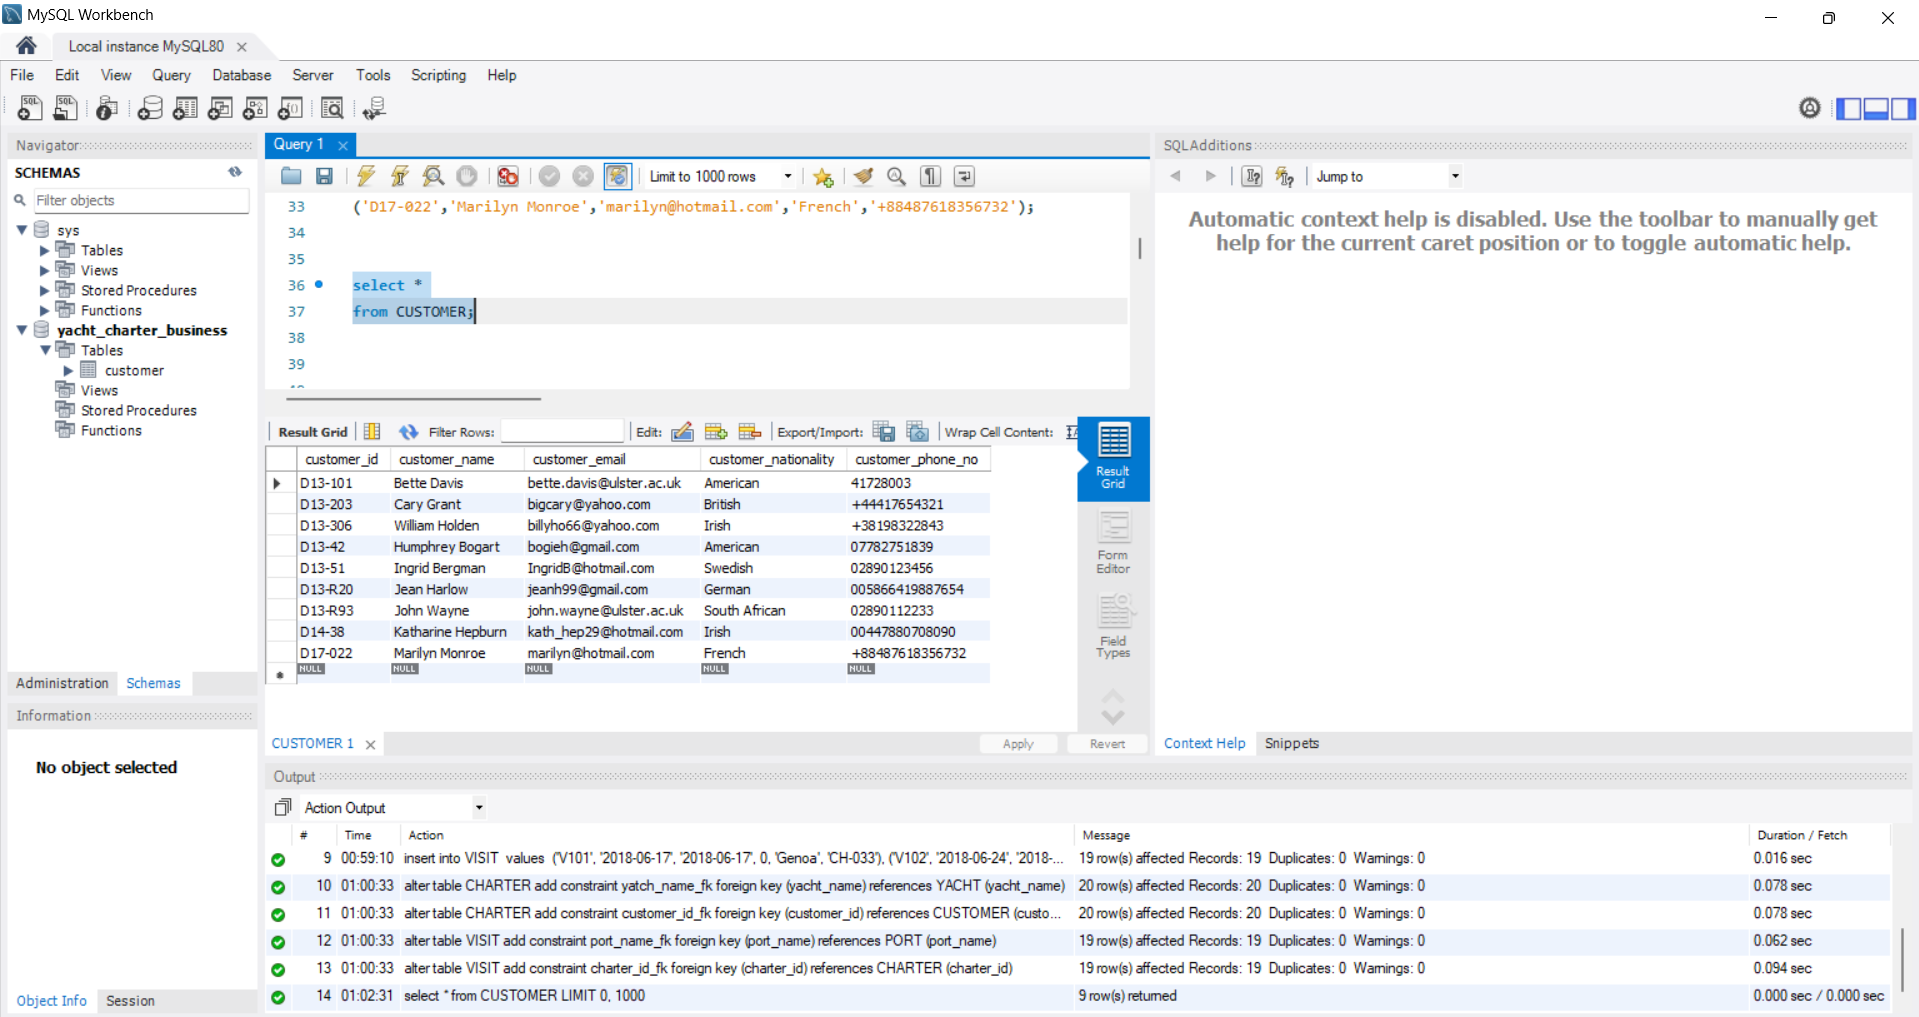 MySQL Workbench
Local instance MySQL80
File Edit View Query Database Server Tools Scripting Help
Navigator
SCHEMAS
Filter objects
sys
Tables
Views
Stored Procedures
Functions
yacht_charter_business
Tables
customer
Views
Stored Procedures
Functions
Administration Schemas
Information
No object selected
Object Info Session
Query 1
Limit to 1000 rows
33 ('D17-022','Marilyn Monroe','marilyn@hotmail.com','French','+88487618356732');
34
35
36 select *
37 from CUSTOMER;
38
39
Result Grid Filter Rows: Edit: Export/Import: Wrap Cell Content:
customer_id customer_name customer_email customer_nationality customer_phone_no
D13-101 Bette Davis bette.davis@ulster.ac.uk American 41728003
D13-203 Cary Grant bigcary@yahoo.com British +44417654321
D13-306 William Holden billyho66@yahoo.com Irish +38198322843
D13-42 Humphrey Bogart bogieh@gmail.com American 07782751839
D13-51 Ingrid Bergman IngridB@hotmail.com Swedish 02890123456
D13-R20 Jean Harlow jeanh99@gmail.com German 005866419887654
D13-R93 John Wayne john.wayne@ulster.ac.uk South African 02890112233
D14-38 Katharine Hepburn kath_hep29@hotmail.com Irish 00447880708090
D17-022 Marilyn Monroe marilyn@hotmail.com French +88487618356732
NULL NULL NULL NULL NULL
Result
Grid
Form
Editor
Field
Types
CUSTOMER 1 Apply Revert
SQLAdditions
Jump to
Automatic context help is disabled. Use the toolbar to manually get
help for the current caret position or to toggle automatic help.
Context Help Snippets
Output
Action Output
# Time Action Message Duration / Fetch
9 00:59:10 insert into VISIT values ('V101', '2018-06-17', '2018-06-17', 0, 'Genoa', 'CH-033'), ('V102', '2018-06-24', '2018-... 19 row(s) affected Records: 19 Duplicates: 0 Warnings: 0 0.016 sec
10 01:00:33 alter table CHARTER add constraint yatch_name_fk foreign key (yacht_name) references YACHT (yacht_name) 20 row(s) affected Records: 20 Duplicates: 0 Warnings: 0 0.078 sec
11 01:00:33 alter table CHARTER add constraint customer_id_fk foreign key (customer_id) references CUSTOMER (custo... 20 row(s) affected Records: 20 Duplicates: 0 Warnings: 0 0.078 sec
12 01:00:33 alter table VISIT add constraint port_name_fk foreign key (port_name) references PORT (port_name) 19 row(s) affected Records: 19 Duplicates: 0 Warnings: 0 0.062 sec
13 01:00:33 alter table VISIT add constraint charter_id_fk foreign key (charter_id) references CHARTER (charter_id) 19 row(s) affected Records: 19 Duplicates: 0 Warnings: 0 0.094 sec
14 01:02:31 select * from CUSTOMER LIMIT 0, 1000 9 row(s) returned 0.000 sec / 0.000 sec